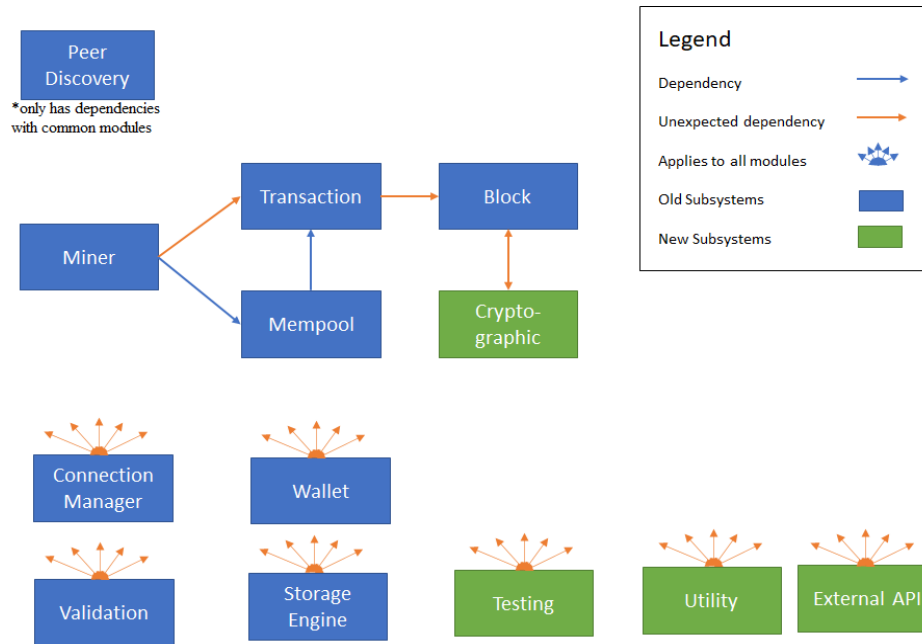 Peer
Discovery
*only has dependencies
with common modules
Legend
Dependency
Unexpected dependency
Applies to all modules
Old Subsystems
New Subsystems
Transaction
Block
Miner
Mempool
Crypto-
graphic
Connection
Manager
Wallet
Validation
Storage
Engine
Testing
Utility
External API